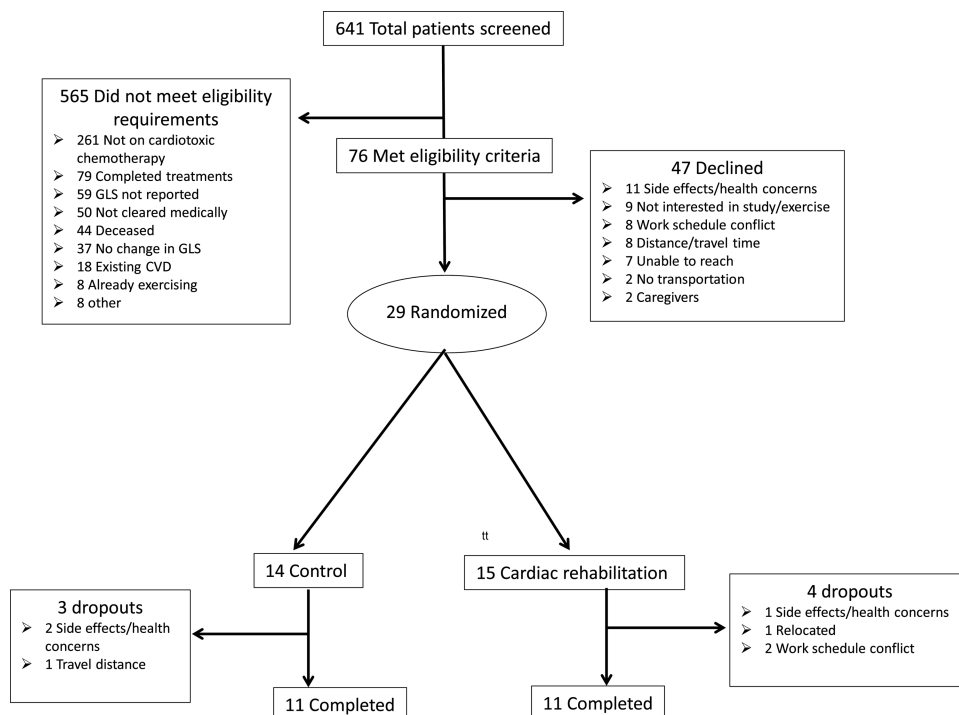 641 Total patients screened
565 Did not meet eligibility
requirements
➢ 261 Not on cardiotoxic
chemotherapy
➢ 79 Completed treatments
➢ 59 GLS not reported
➢ 50 Not cleared medically
➢ 44 Deceased
➢ 37 No change in GLS
➢ 18 Existing CVD
➢ 8 Already exercising
➢ 8 other
76 Met eligibility criteria
47 Declined
➢ 11 Side effects/health concerns
➢ 9 Not interested in study/exercise
➢ 8 Work schedule conflict
➢ 8 Distance/travel time
➢ 7 Unable to reach
➢ 2 No transportation
➢ 2 Caregivers
29 Randomized
tt
14 Control
15 Cardiac rehabilitation
3 dropouts
➢ 2 Side effects/health
concerns
➢ 1 Travel distance
4 dropouts
➢ 1 Side effects/health concerns
➢ 1 Relocated
➢ 2 Work schedule conflict
11 Completed
11 Completed